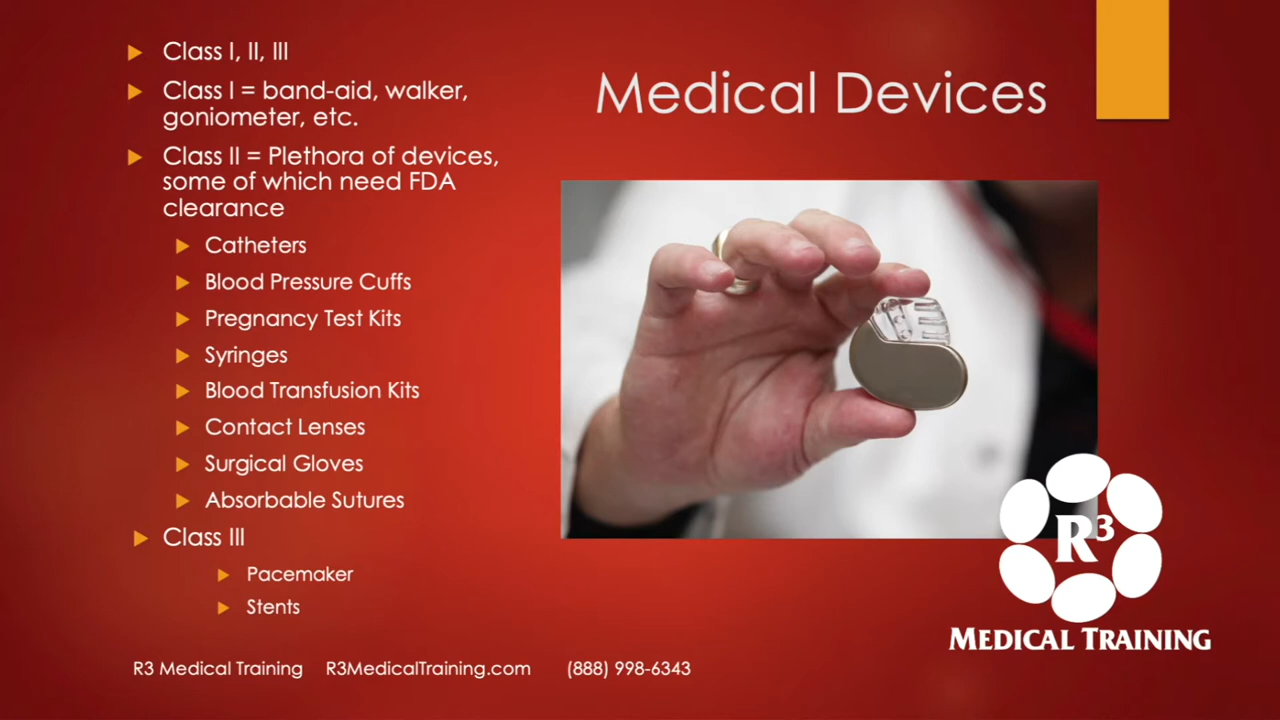 Medical Devices
Class I, II, III
Class I = band-aid, walker,
goniometer, etc.
Class II = Plethora of devices,
some of which need FDA
clearance
Catheters
Blood Pressure Cuffs
Pregnancy Test Kits
Syringes
Blood Transfusion Kits
Contact Lenses
Surgical Gloves
Absorbable Sutures
Class III
Pacemaker
Stents
R3
MEDICAL TRAINING
R3 Medical Training R3MedicalTraining.com (888) 998-6343